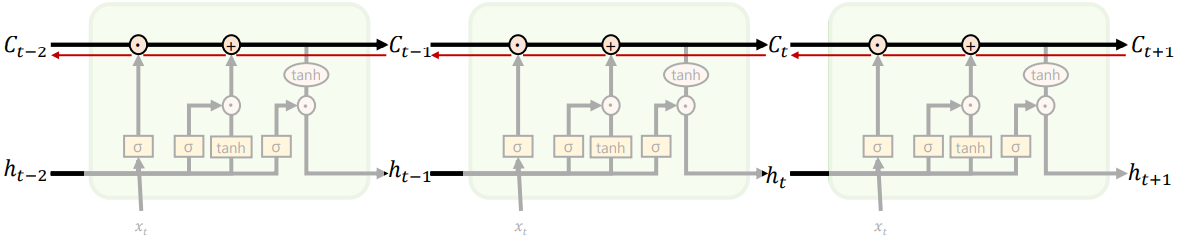 C_{t-2} C_{t-1} C_t C_{t+1}
tanh tanh tanh
σ σ tanh σ σ σ tanh σ σ σ tanh σ
h_{t-2} h_{t-1} h_t h_{t+1}
x_t x_t x_t